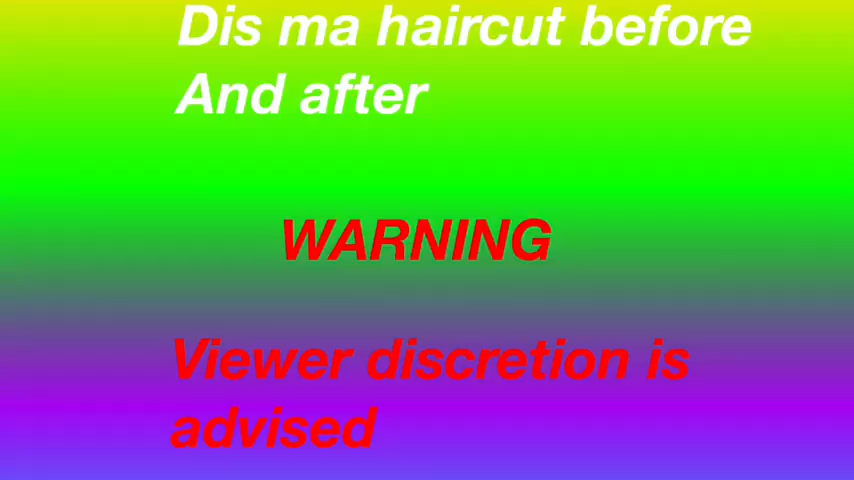 Dis ma haircut before
And after
WARNING
Viewer discretion is
advised